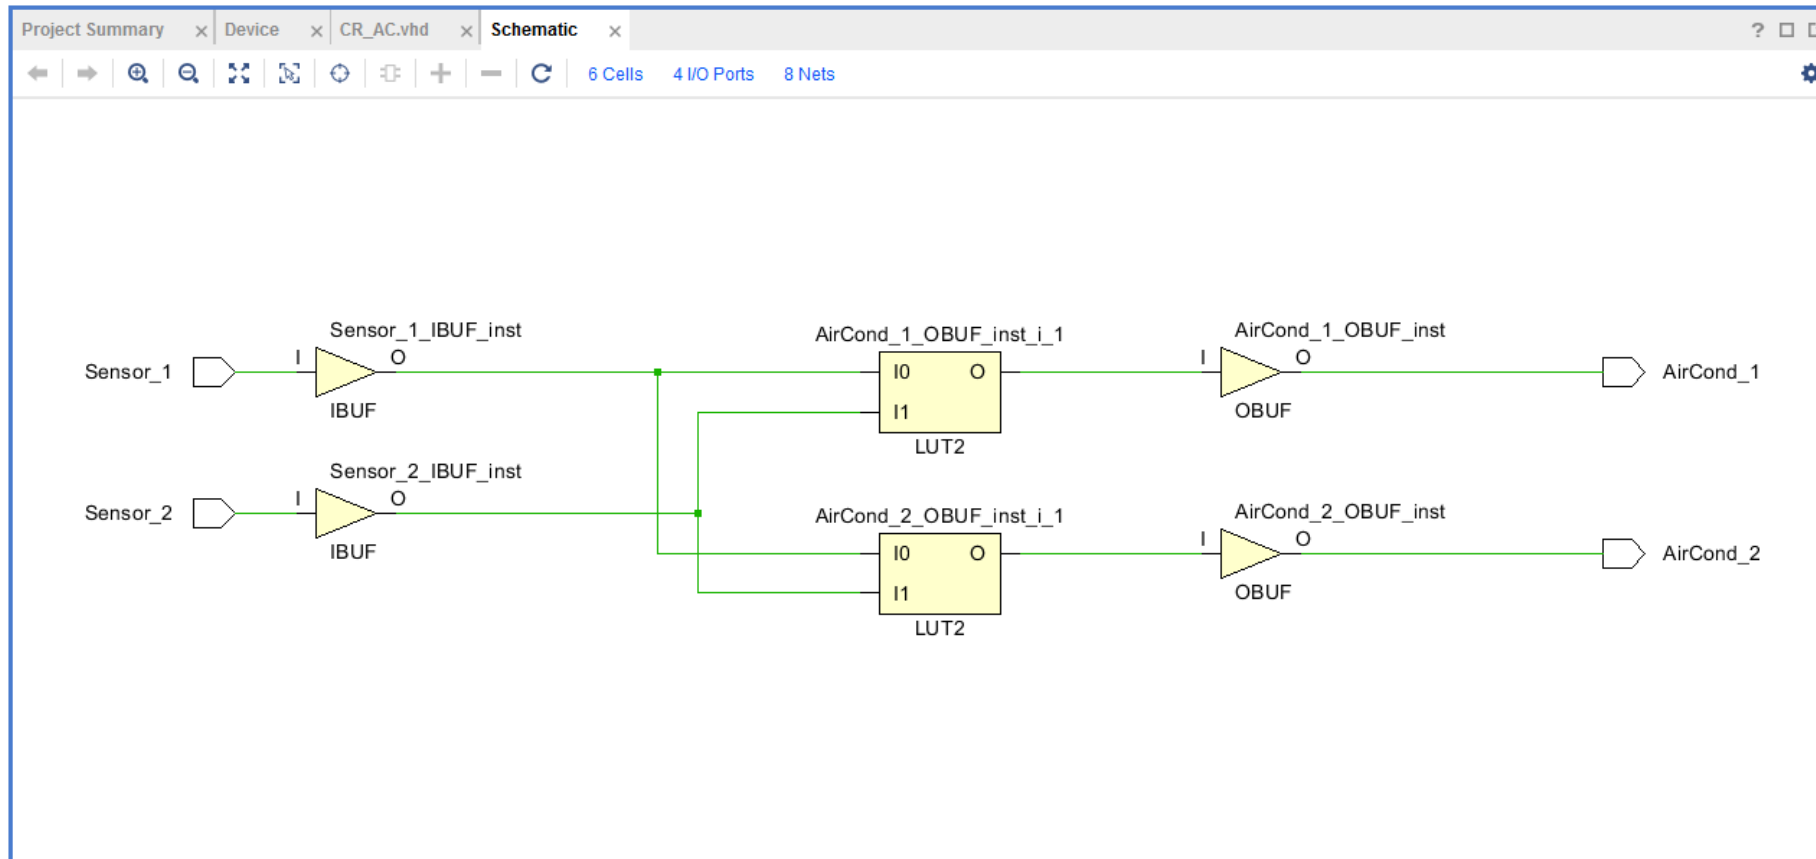 Project Summary × Device × CR_AC.vhd × Schematic × ?
6 Cells 4 I/O Ports 8 Nets
Sensor_1_IBUF_inst AirCond_1_OBUF_inst_i_1 AirCond_1_OBUF_inst
Sensor_1 I O I0 O I O AirCond_1
IBUF I1 OBUF
LUT2
Sensor_2_IBUF_inst
Sensor_2 I O AirCond_2_OBUF_inst_i_1 AirCond_2_OBUF_inst
IBUF I0 O I O AirCond_2
I1 OBUF
LUT2